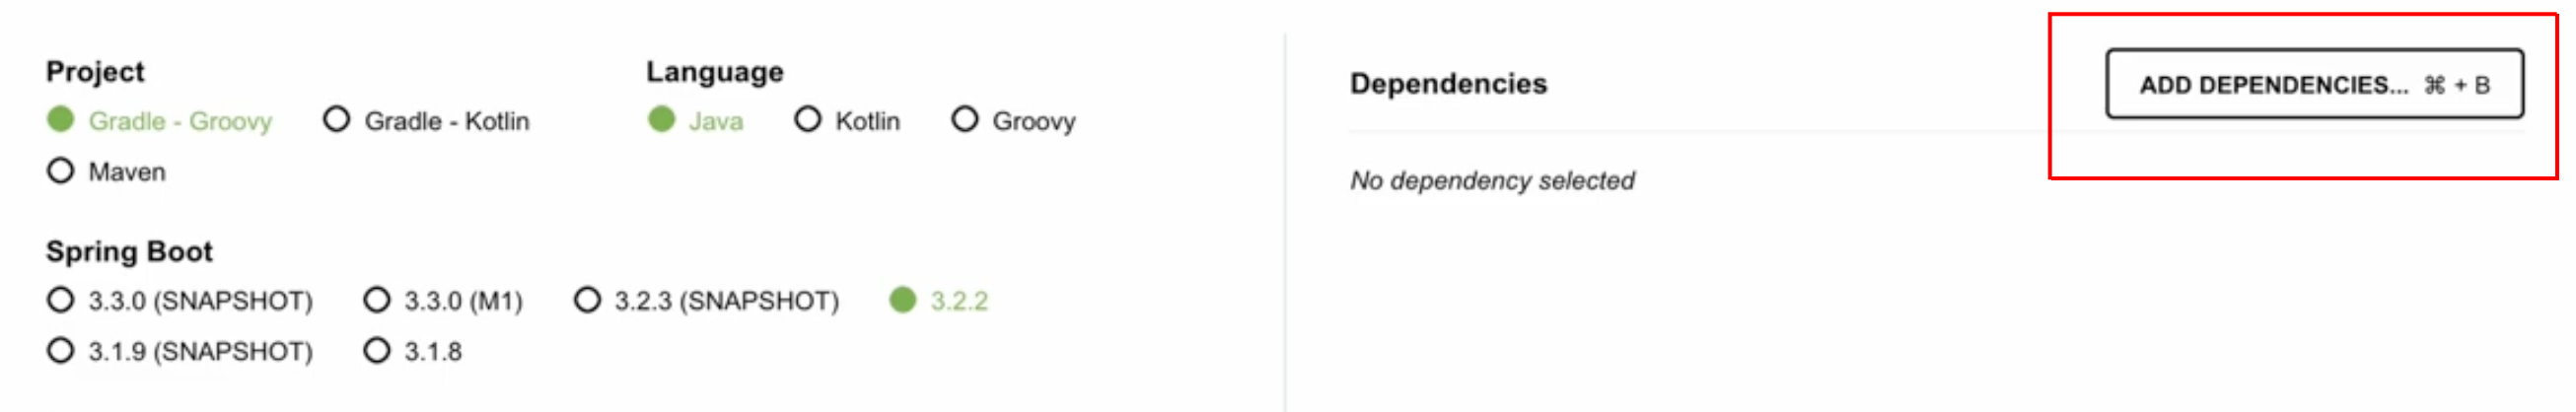 Project
Gradle - Groovy
Gradle - Kotlin
Maven
Language
Java
Kotlin
Groovy
Spring Boot
3.3.0 (SNAPSHOT)
3.3.0 (M1)
3.2.3 (SNAPSHOT)
3.2.2
3.1.9 (SNAPSHOT)
3.1.8
Dependencies
ADD DEPENDENCIES... ⌘ + B
No dependency selected